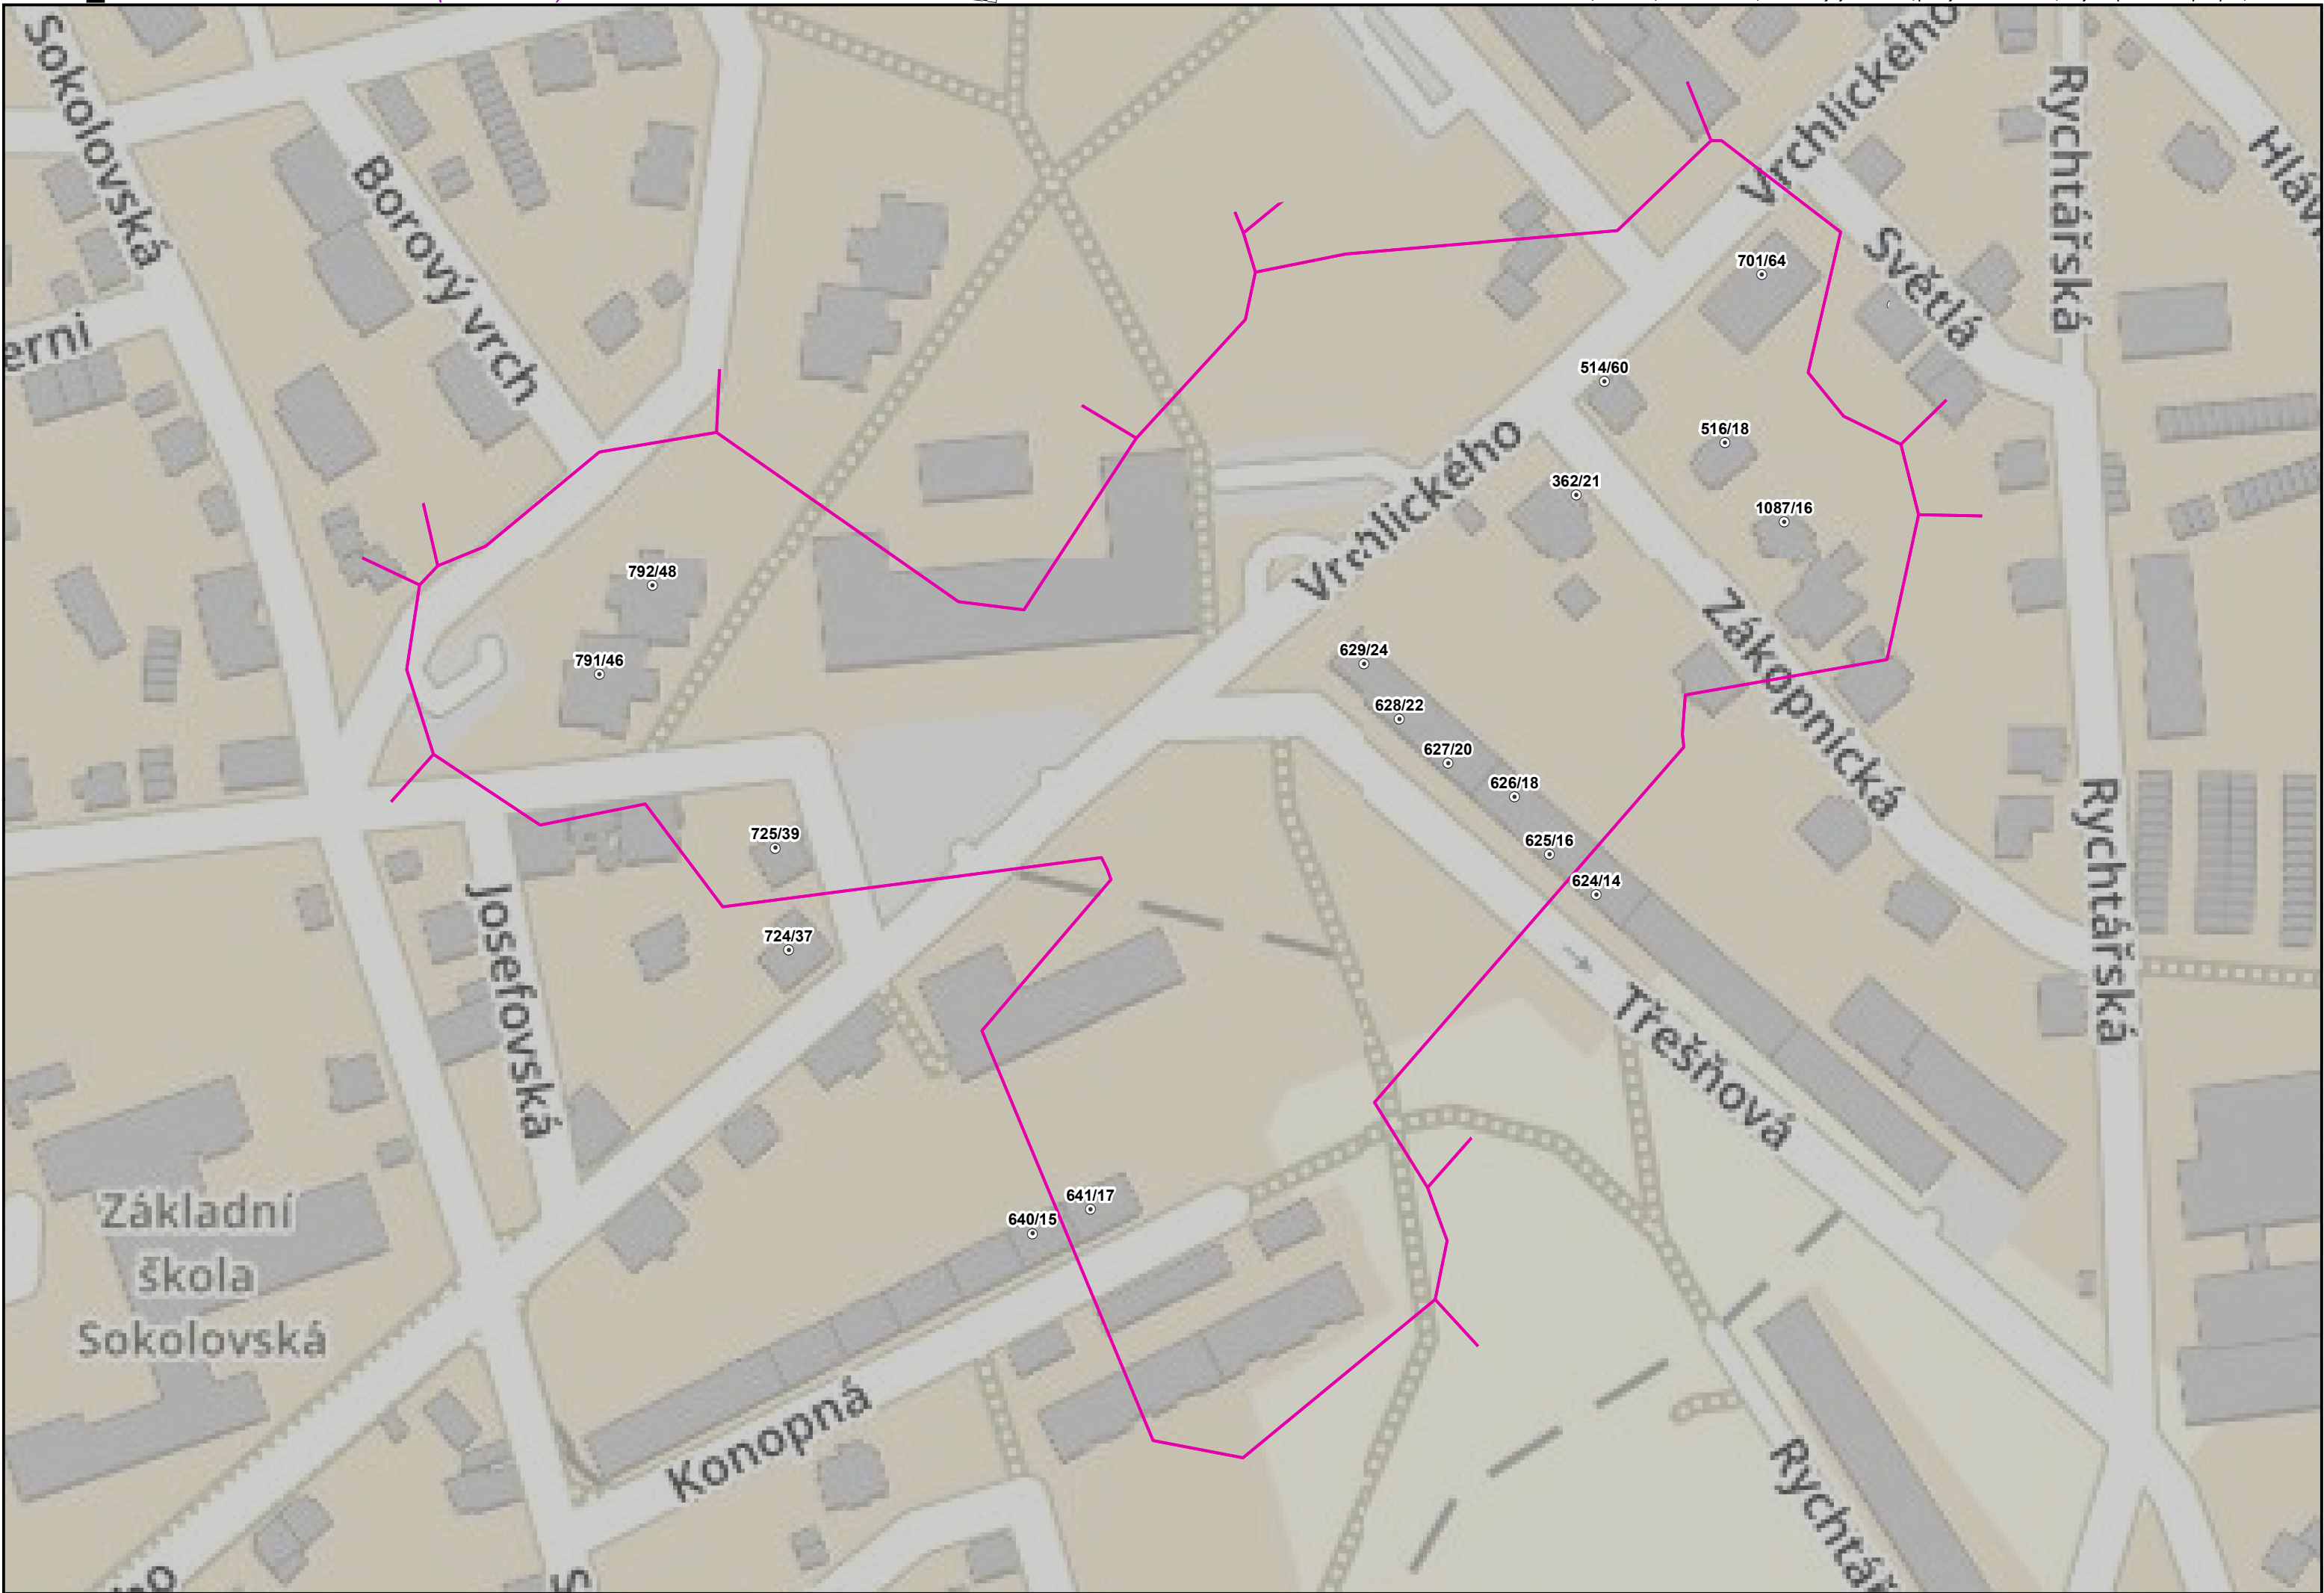 Sokolovská
Borový vrch
erni
Vrchlického
Rychtářská
Hláv
Světlá
701/64
514/60
516/18
362/21
1087/16
Vrchlického
792/48
791/46
629/24
628/22
627/20
626/18
625/16
624/14
Zákopnická
725/39
724/37
Josefovská
Rychtářská
Třešňová
641/17
640/15
Základní
škola
Sokolovská
Konopná
Rychtář
ho
S